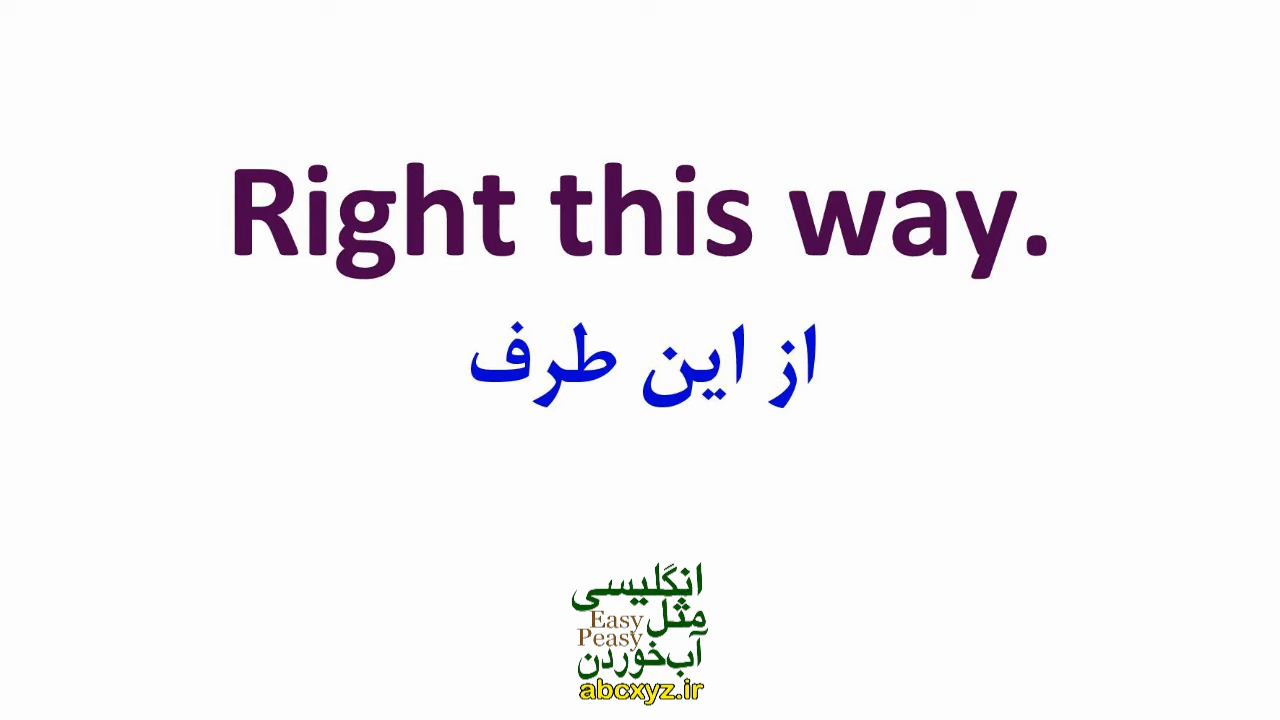 Right this way.
از این طرف
انگلیسی
مثل
Easy
Peasy
آب‌خوردن
abcxyz.ir